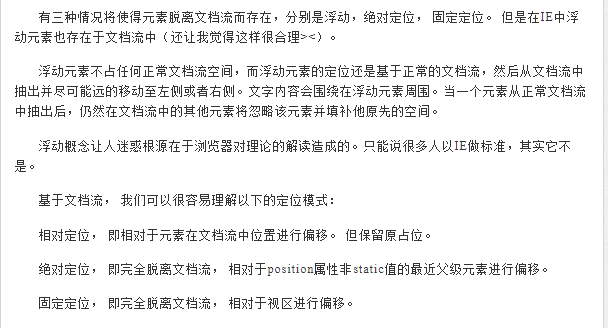 有三种情况将使得元素脱离文档流而存在，分别是浮动，绝对定位， 固定定位。 但是在IE中浮
动元素也存在于文档流中（还让我觉得这样很合理><）。
浮动元素不占任何正常文档流空间，而浮动元素的定位还是基于正常的文档流，然后从文档流中
抽出并尽可能远的移动至左侧或者右侧。文字内容会围绕在浮动元素周围。当一个元素从正常文档流
中抽出后，仍然在文档流中的其他元素将忽略该元素并填补他原先的空间。
浮动概念让人迷惑根源在于浏览器对理论的解读造成的。只能说很多人以IE做标准，其实它不
是。
基于文档流， 我们可以很容易理解以下的定位模式：
相对定位， 即相对于元素在文档流中位置进行偏移。 但保留原占位。
绝对定位， 即完全脱离文档流， 相对于position属性非static值的最近父级元素进行偏移。
固定定位， 即完全脱离文档流， 相对于视区进行偏移。